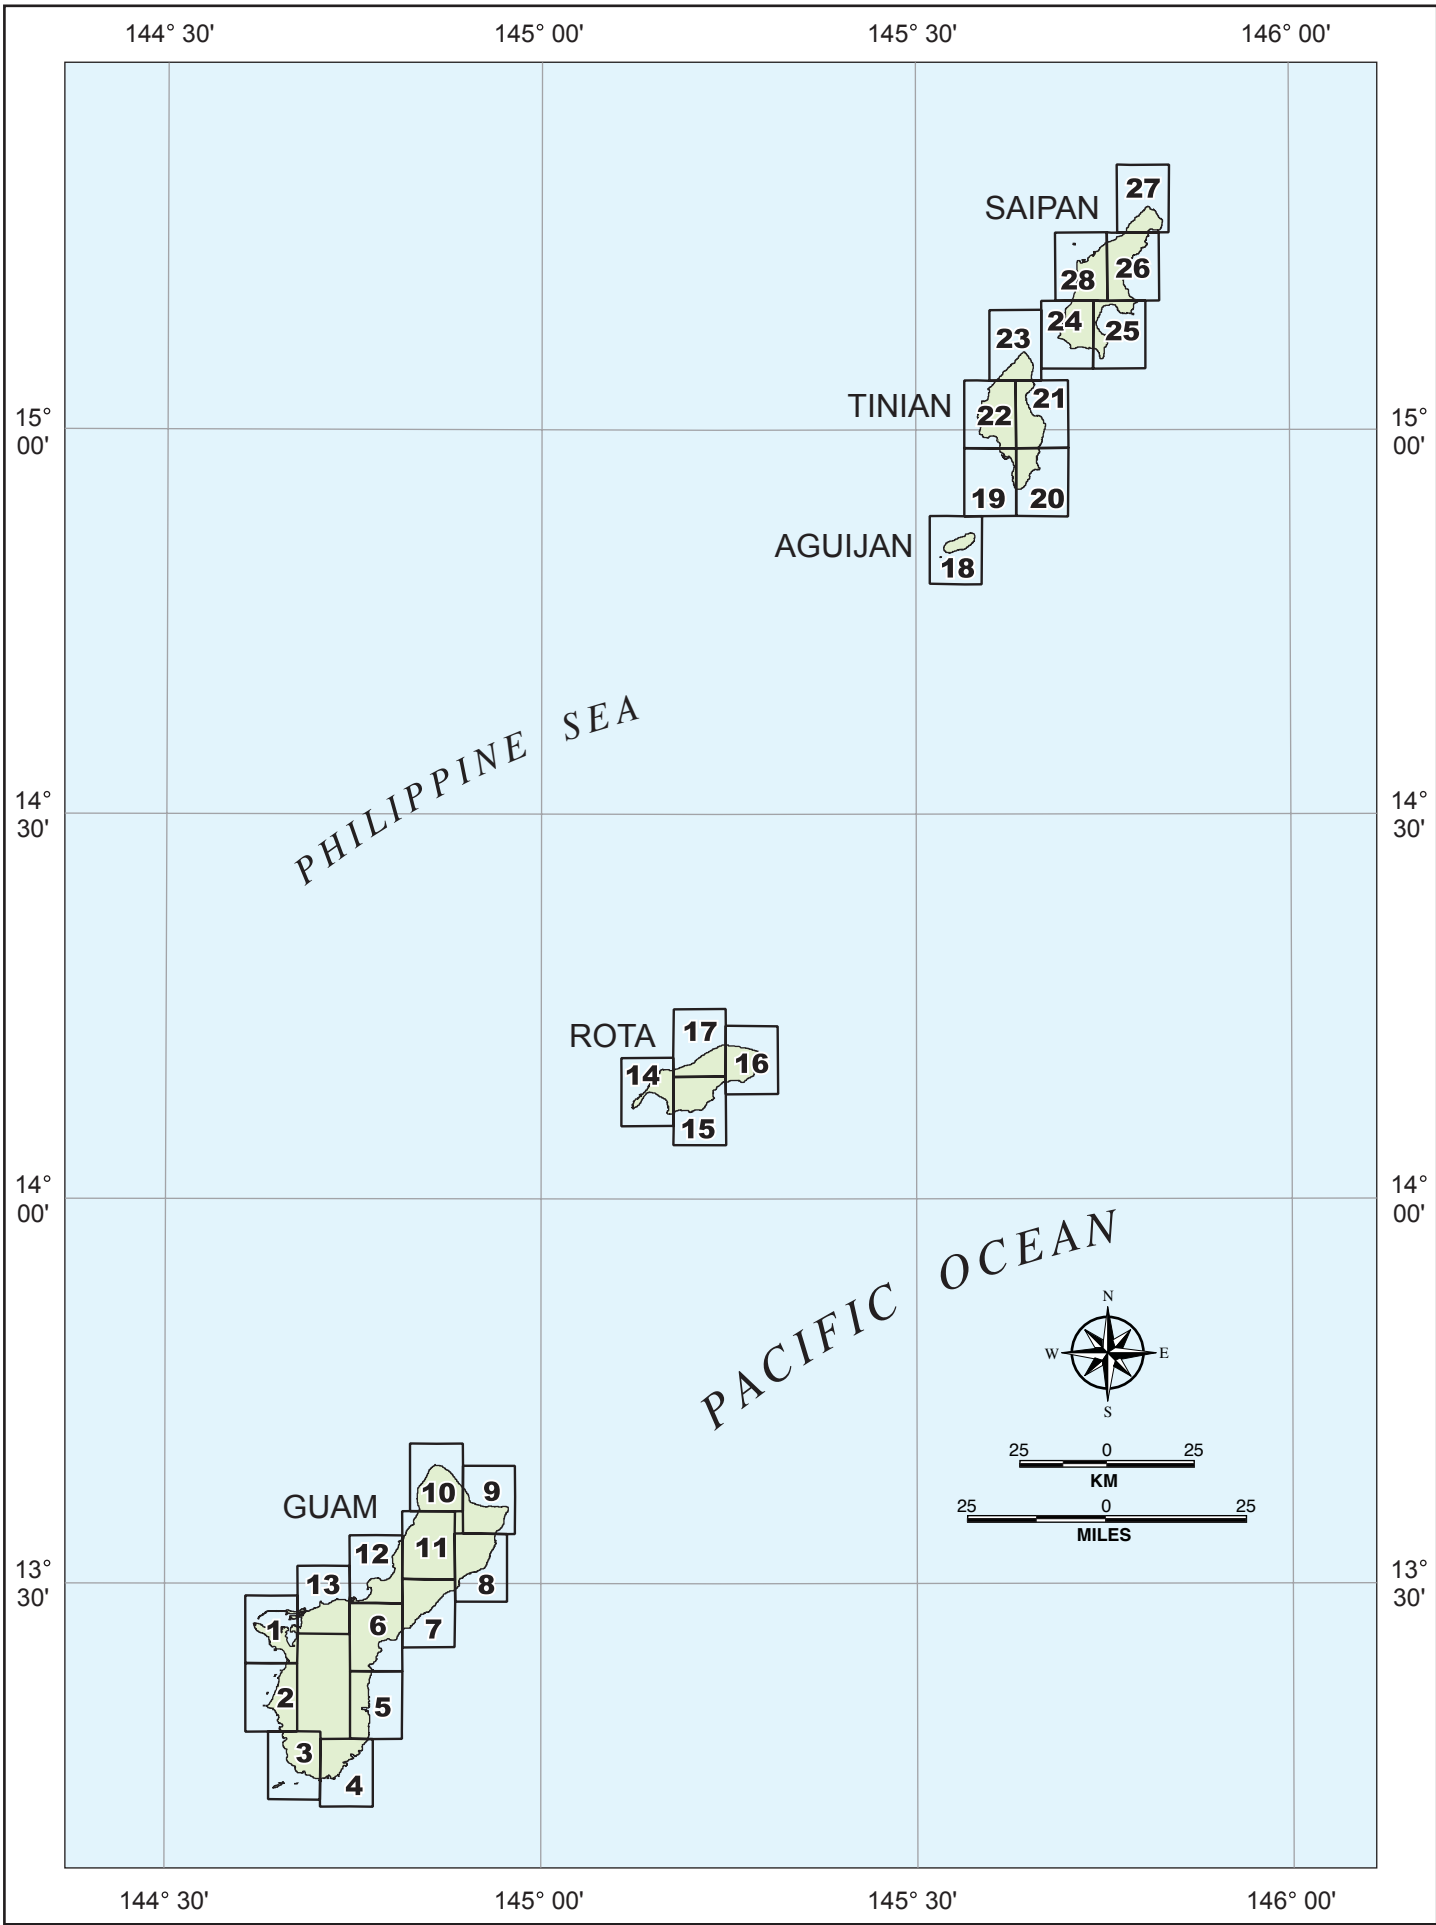 144° 30' 145° 00' 145° 30' 146° 00'
27
SAIPAN
26
28
24
25
23
21
TINIAN
22
15° 00'
15° 00'
19
20
AGUIJAN
18
PHILIPPINE SEA
14° 30'
14° 30'
17
ROTA
16
14
15
14° 00'
14° 00'
PACIFIC OCEAN
N
W E
S
25 0 25
KM
25 0 25
MILES
10
9
GUAM
11
12
13
8
13° 30'
13° 30'
1
6
7
2
5
3
4
144° 30' 145° 00' 145° 30' 146° 00'